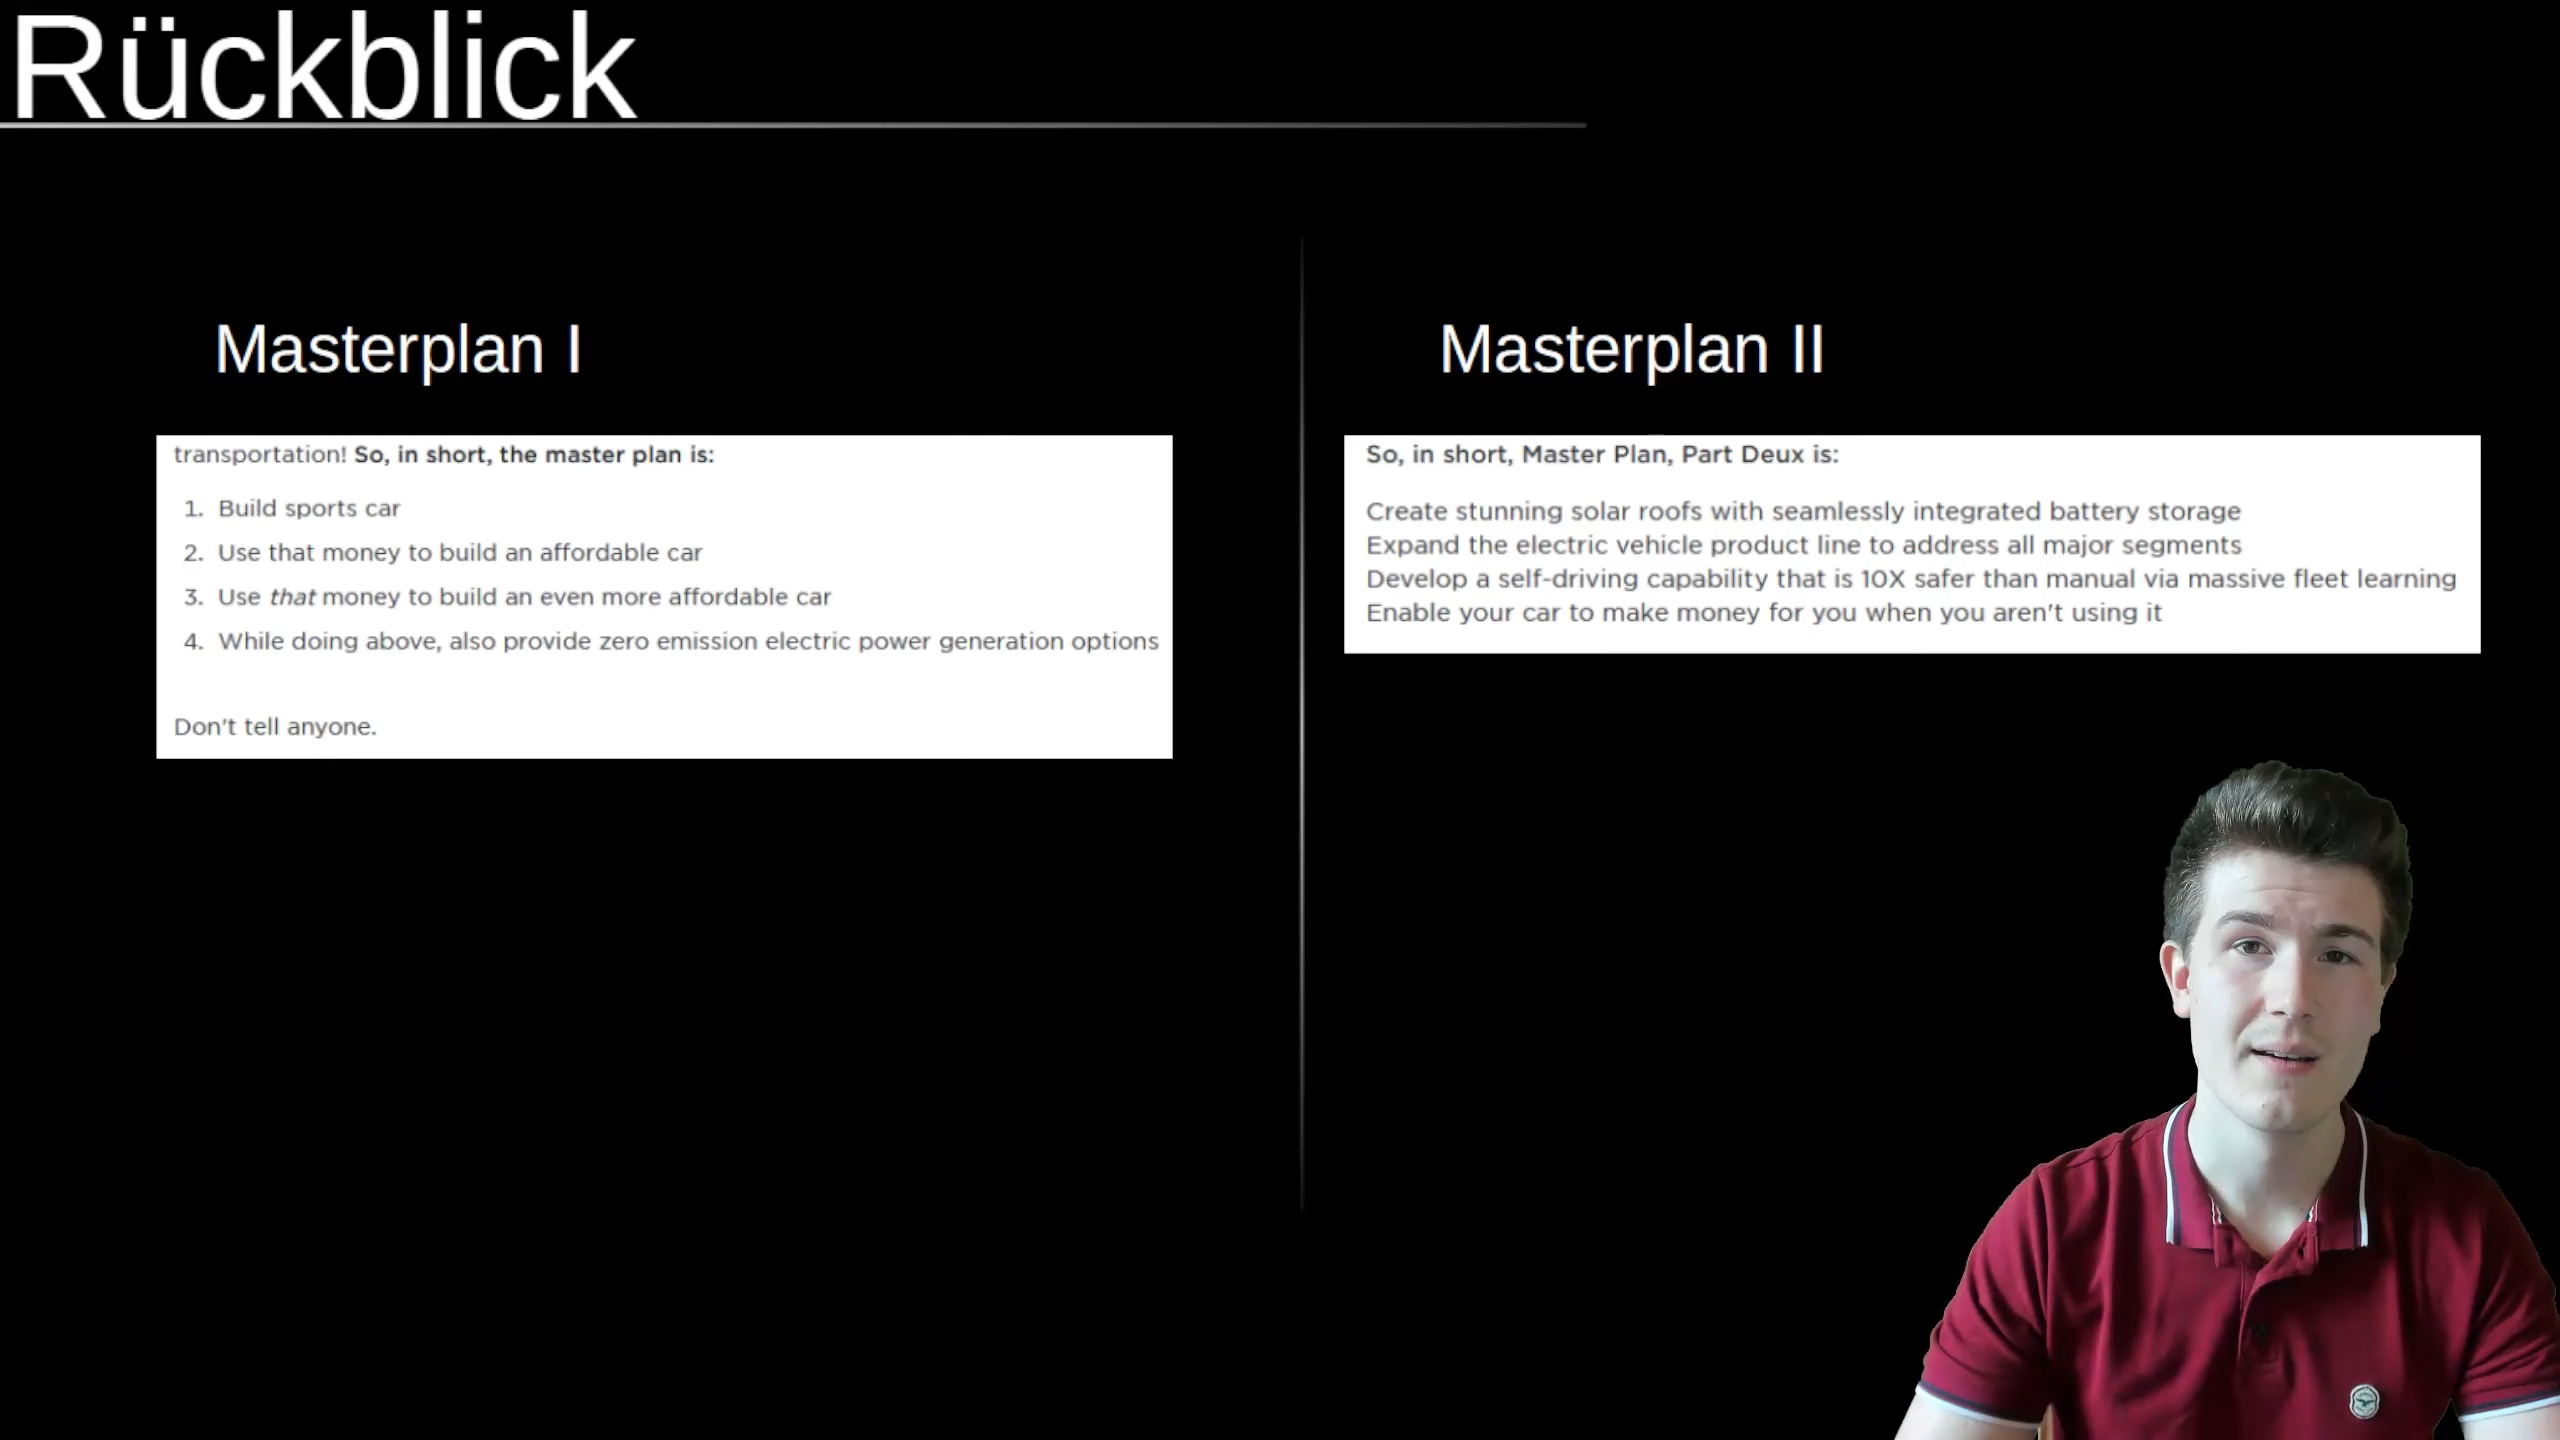 Rückblick
Masterplan I
transportation! So, in short, the master plan is:
1. Build sports car
2. Use that money to build an affordable car
3. Use that money to build an even more affordable car
4. While doing above, also provide zero emission electric power generation options
Don't tell anyone.
Masterplan II
So, in short, Master Plan, Part Deux is:
Create stunning solar roofs with seamlessly integrated battery storage
Expand the electric vehicle product line to address all major segments
Develop a self-driving capability that is 10X safer than manual via massive fleet learning
Enable your car to make money for you when you aren't using it